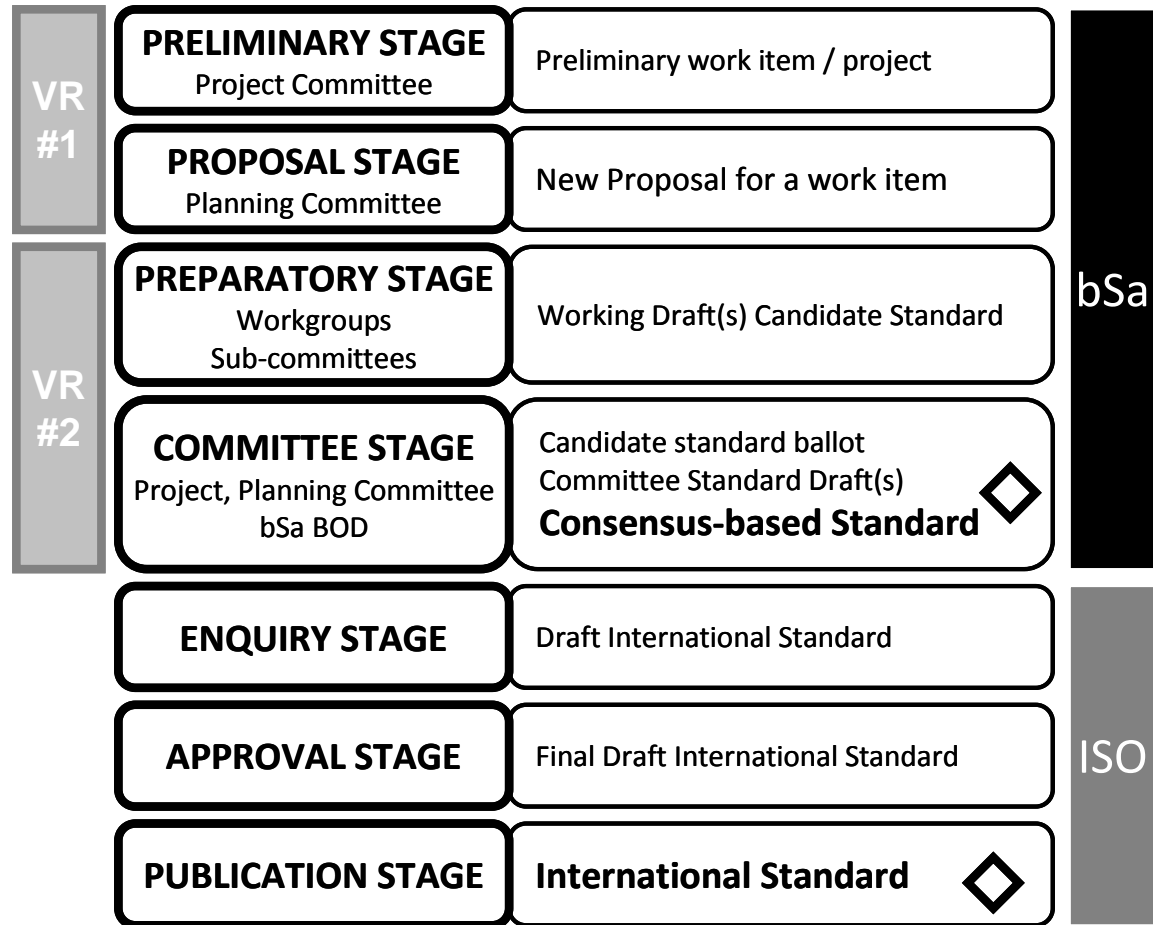 VR
#1
PRELIMINARY STAGE
Project Committee
Preliminary work item / project
PROPOSAL STAGE
Planning Committee
New Proposal for a work item
VR
#2
PREPARATORY STAGE
Workgroups
Sub-committees
Working Draft(s) Candidate Standard
COMMITTEE STAGE
Project, Planning Committee
bSa BOD
Candidate standard ballot
Committee Standard Draft(s)
Consensus-based Standard
bSa
ENQUIRY STAGE
Draft International Standard
APPROVAL STAGE
Final Draft International Standard
PUBLICATION STAGE
International Standard
ISO